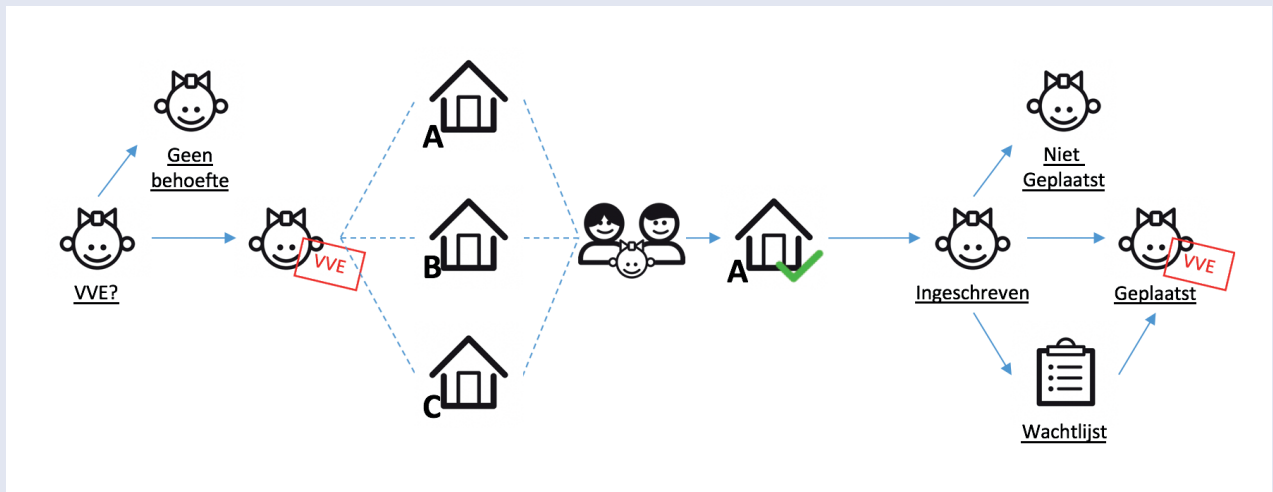 Geen
behoefte
VVE?
VVE
A
B
C
A
Ingeschreven
Niet
Geplaatst
Geplaatst
VVE
Wachtlijst